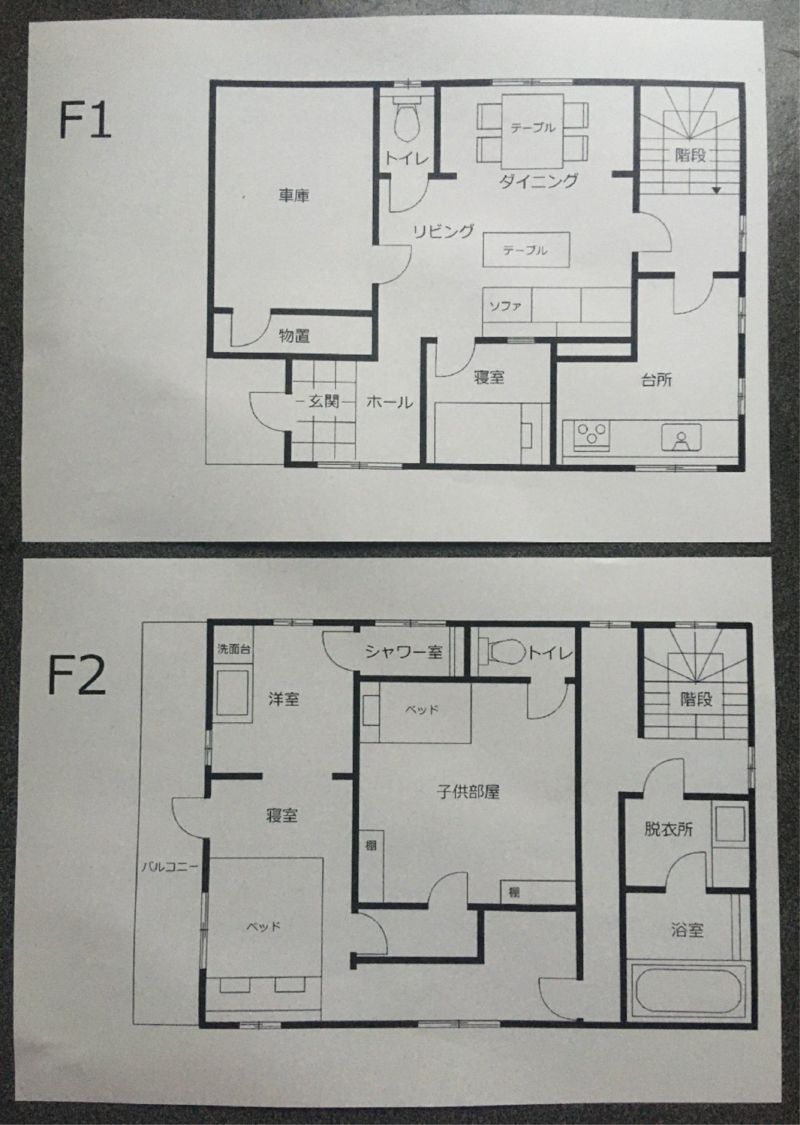 F1
トイレ
テーブル
階段
ダイニング
車庫
リビング
テーブル
ソファ
物置
寝室
台所
玄関
ホール
F2
洗面台
シャワー室
トイレ
洋室
ベッド
階段
子供部屋
寝室
脱衣所
棚
バルコニー
棚
ベッド
浴室